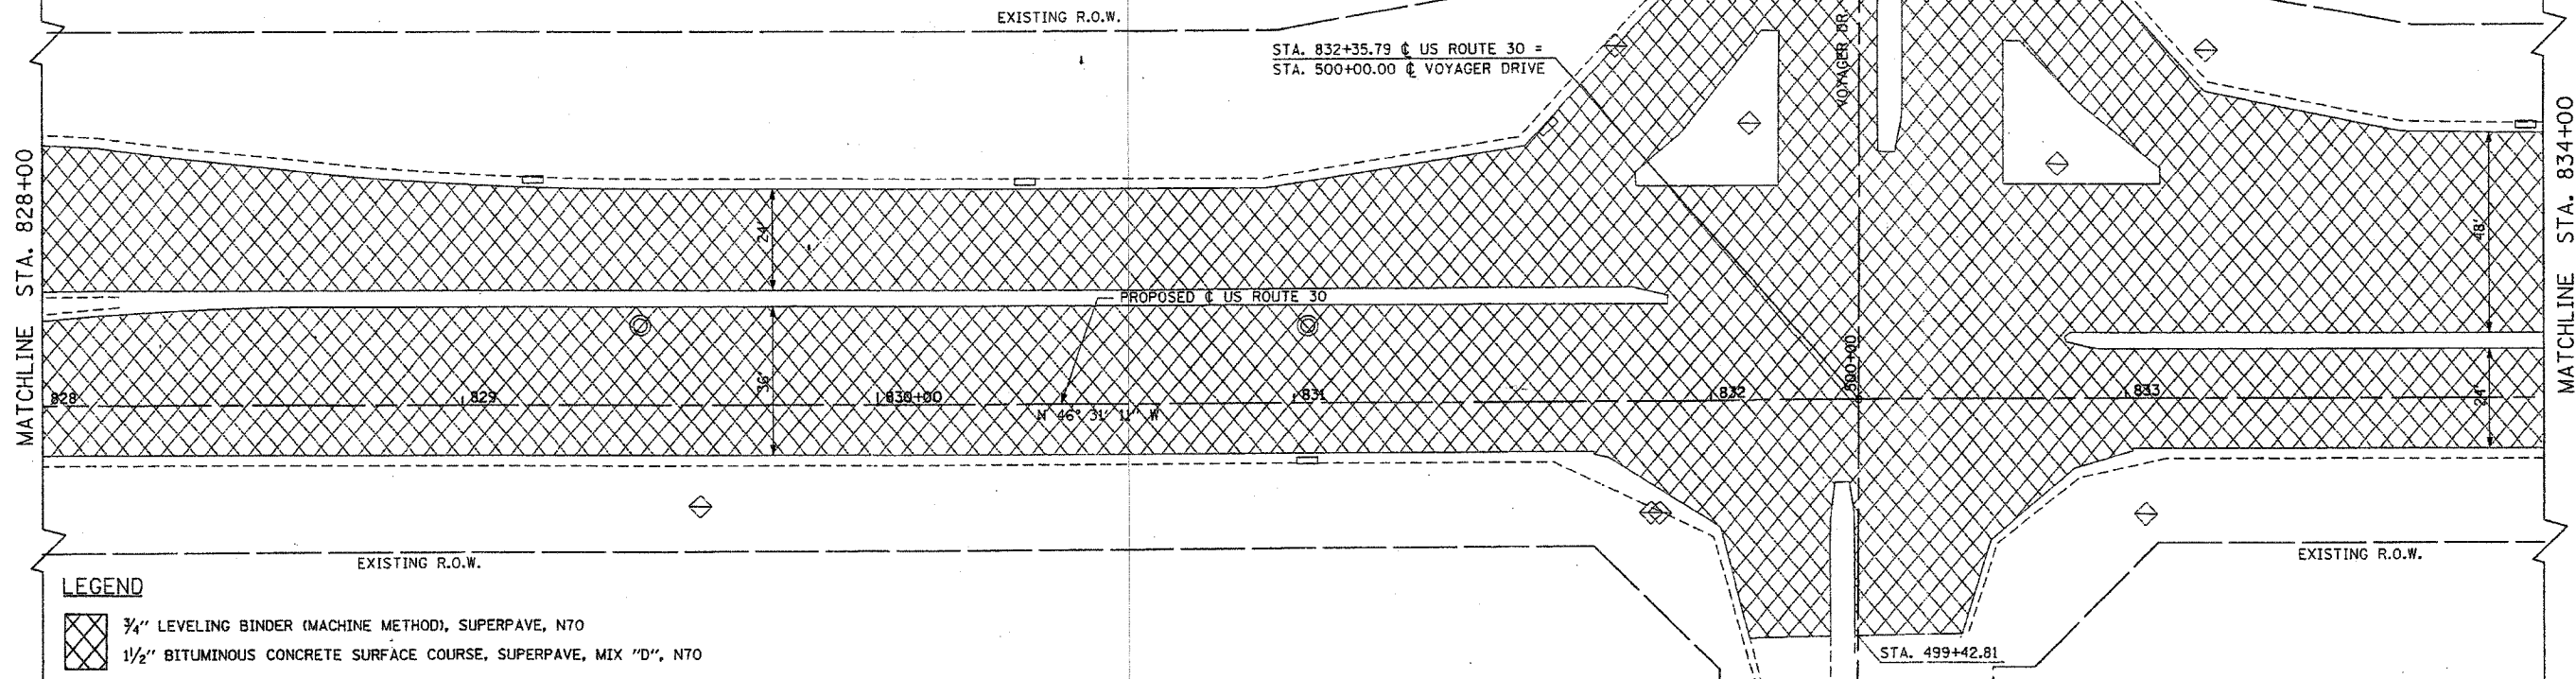 EXISTING R.O.W.
STA. 832+35.79 ℄ US ROUTE 30 =
STA. 500+00.00 ℄ VOYAGER DRIVE
VOYAGER DR.
MATCHLINE STA. 828+00
MATCHLINE STA. 834+00
24'
48'
PROPOSED ℄ US ROUTE 30
36'
24'
500+00
828
829
830+00
831
832
833
N 46° 31' 11" W
EXISTING R.O.W.
EXISTING R.O.W.
LEGEND
3/4" LEVELING BINDER (MACHINE METHOD), SUPERPAVE, N70
1 1/2" BITUMINOUS CONCRETE SURFACE COURSE, SUPERPAVE, MIX "D", N70
STA. 499+42.81